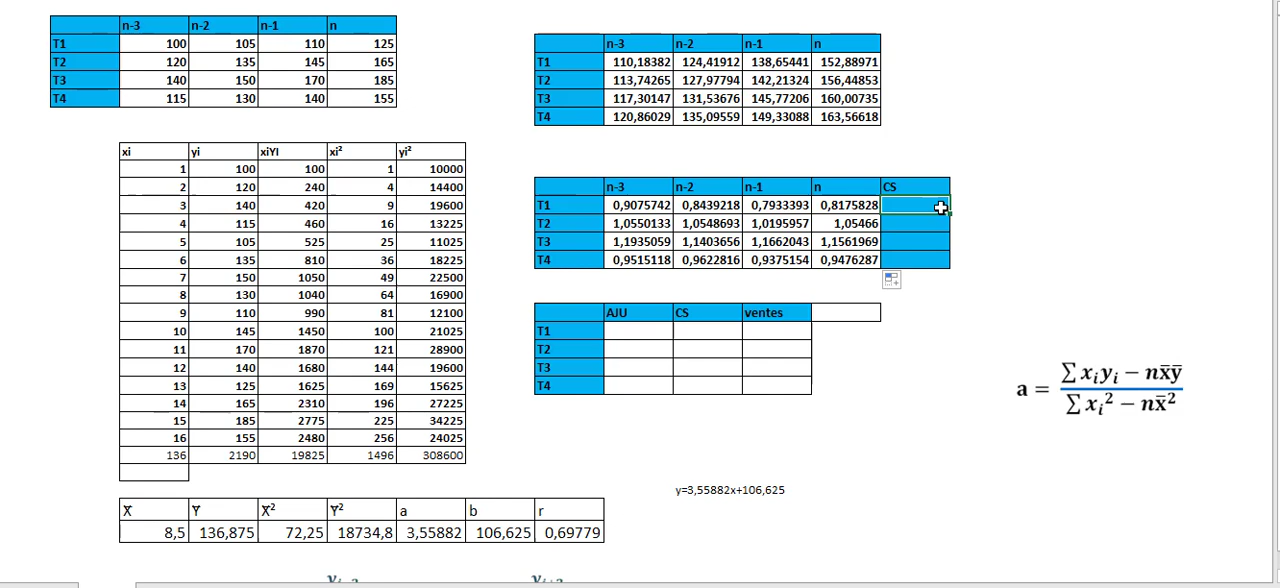 n-3 n-2 n-1 n
T1 100 105 110 125
T2 120 135 145 165
T3 140 150 170 185
T4 115 130 140 155
n-3 n-2 n-1 n
T1 110,18382 124,41912 138,65441 152,88971
T2 113,74265 127,97794 142,21324 156,44853
T3 117,30147 131,53676 145,77206 160,00735
T4 120,86029 135,09559 149,33088 163,56618
xi yi xiYI xi² yi²
1 100 100 1 10000
2 120 240 4 14400
3 140 420 9 19600
4 115 460 16 13225
5 105 525 25 11025
6 135 810 36 18225
7 150 1050 49 22500
8 130 1040 64 16900
9 110 990 81 12100
10 145 1450 100 21025
11 170 1870 121 28900
12 140 1680 144 19600
13 125 1625 169 15625
14 165 2310 196 27225
15 185 2775 225 34225
16 155 2480 256 24025
136 2190 19825 1496 308600
n-3 n-2 n-1 n CS
T1 0,9075742 0,8439218 0,7933393 0,8175828
T2 1,0550133 1,0548693 1,0195957 1,05466
T3 1,1935059 1,1403656 1,1662043 1,1561969
T4 0,9515118 0,9622816 0,9375154 0,9476287
AJU CS ventes
T1
T2
T3
T4
a = ∑ xᵢyᵢ − nx̅y̅
∑ xᵢ² − nx̅²
y=3,55882x+106,625
X̅ Y̅ X̅² Y̅² a b r
8,5 136,875 72,25 18734,8 3,55882 106,625 0,69779